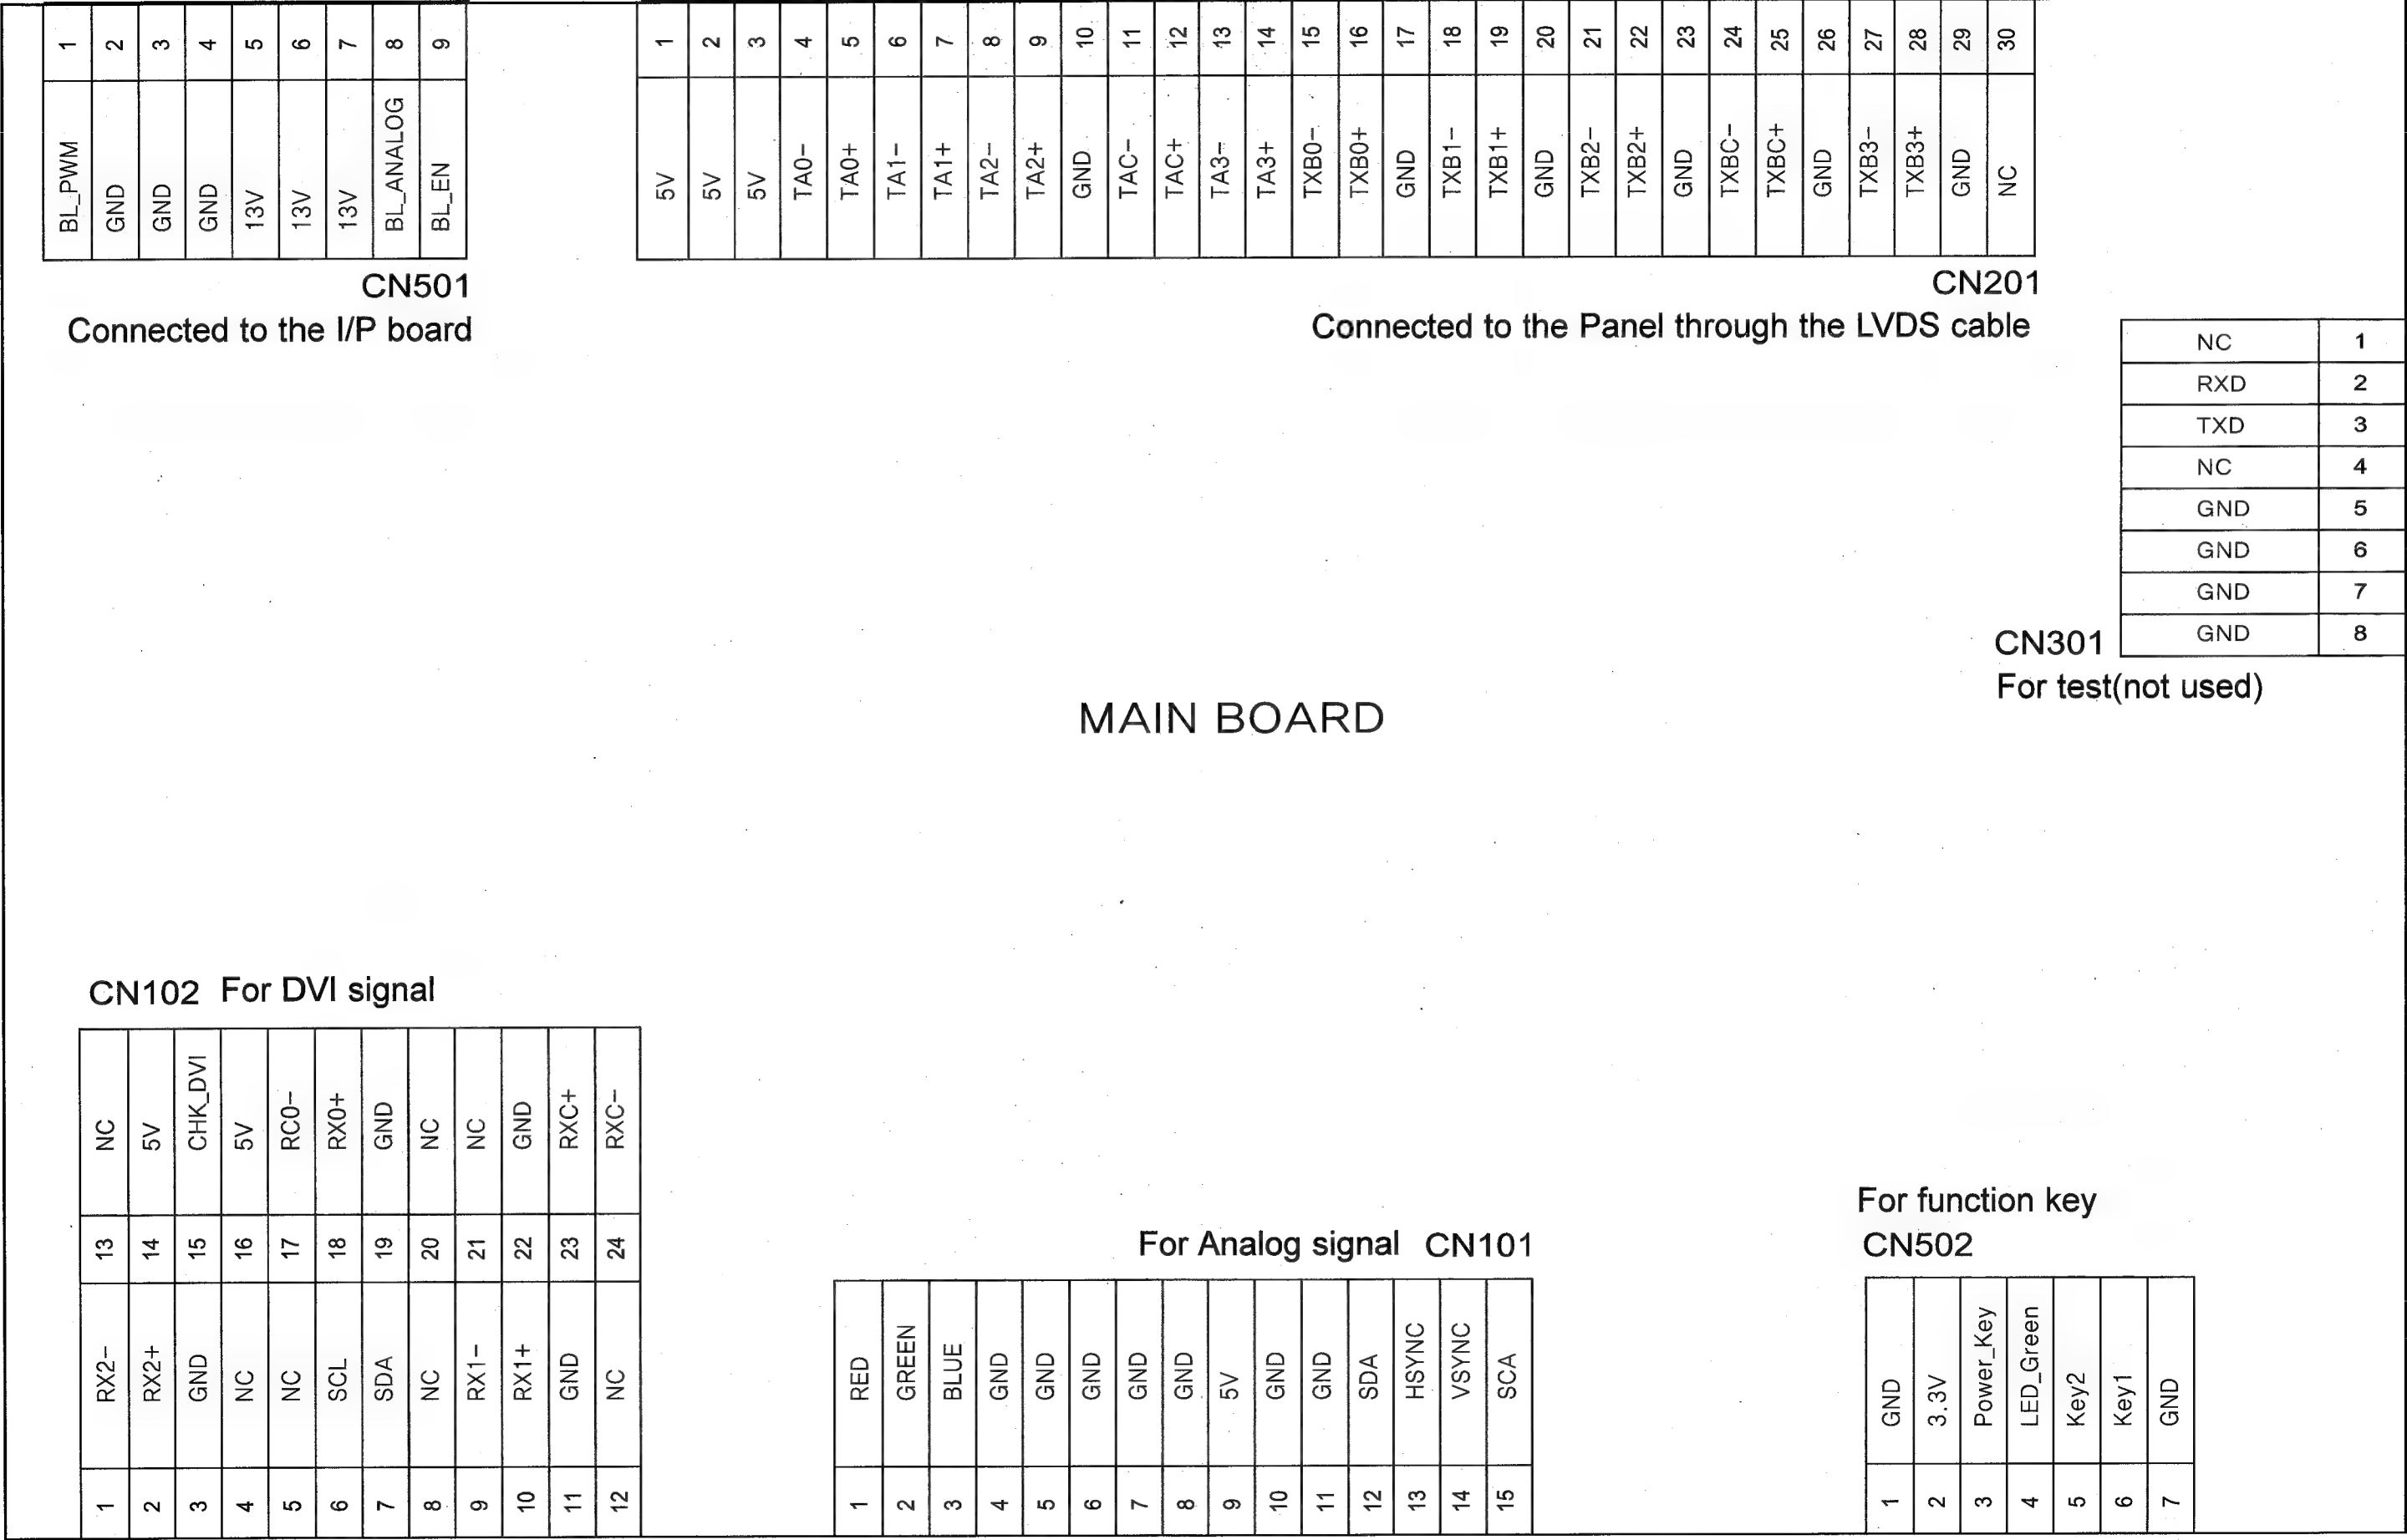 1 2 3 4 5 6 7 8 9
BL_PWM GND GND GND 13V 13V 13V BL_ANALOG BL_EN
CN501
Connected to the I/P board
1 2 3 4 5 6 7 8 9 10 11 12 13 14 15 16 17 18 19 20 21 22 23 24 25 26 27 28 29 30
5V 5V 5V TA0- TA0+ TA1- TA1+ TA2- TA2+ GND TAC- TAC+ TA3- TA3+ TXB0- TXB0+ GND TXB1- TXB1+ GND TXB2- TXB2+ GND TXBC- TXBC+ GND TXB3- TXB3+ GND NC
CN201
Connected to the Panel through the LVDS cable
NC 1
RXD 2
TXD 3
NC 4
GND 5
GND 6
GND 7
GND 8
CN301
For test(not used)
MAIN BOARD
CN102 For DVI signal
NC 5V CHK_DVI 5V RC0- RX0+ GND NC NC GND RXC+ RXC-
13 14 15 16 17 18 19 20 21 22 23 24
RX2- RX2+ GND NC NC SCL SDA NC RX1- RX1+ GND NC
1 2 3 4 5 6 7 8 9 10 11 12
For Analog signal CN101
RED GREEN BLUE GND GND GND GND GND 5V GND GND SDA HSYNC VSYNC SCA
1 2 3 4 5 6 7 8 9 10 11 12 13 14 15
For function key
CN502
GND 3.3V Power_Key LED_Green Key2 Key1 GND
1 2 3 4 5 6 7